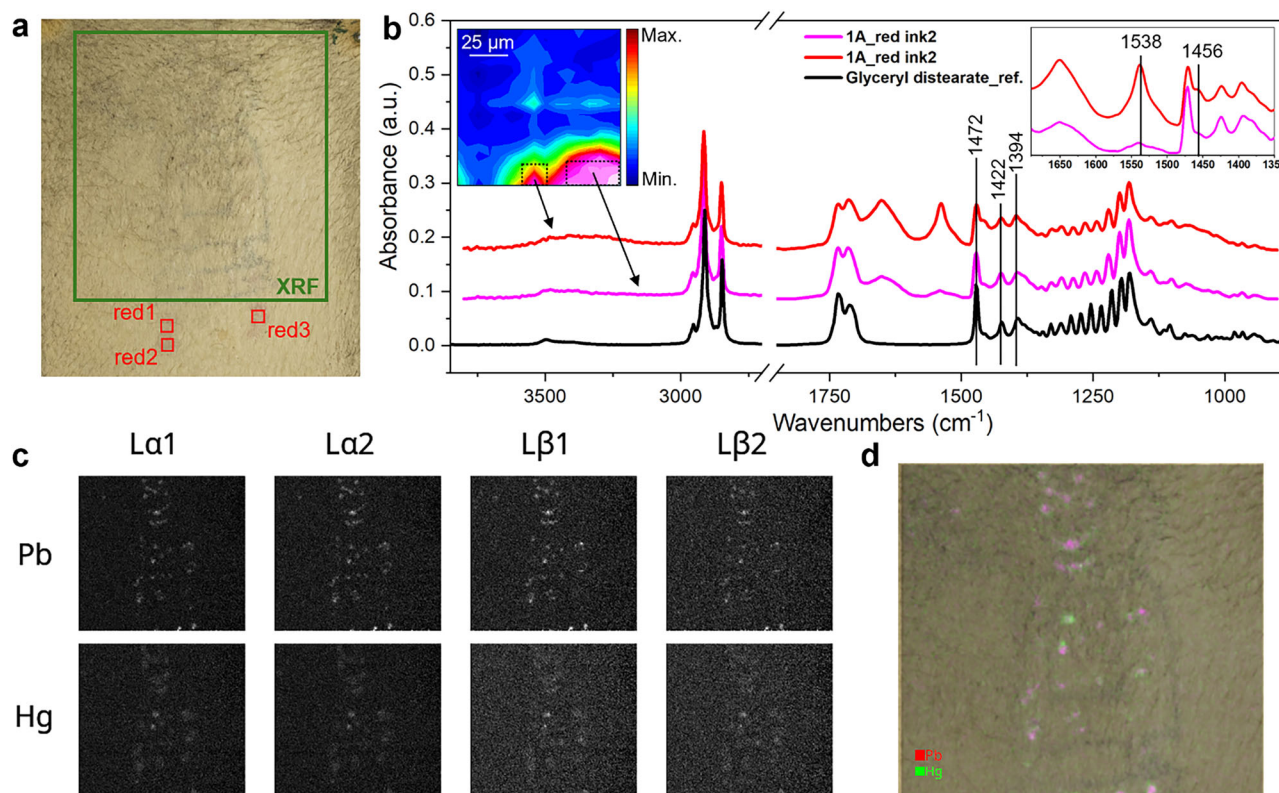 a
XRF
red1
red2
red3
b
Absorbance (a.u.)
0.6
0.5
0.4
0.3
0.2
0.1
0.0
25 µm
Max.
Min.
1A_red ink2
1A_red ink2
Glyceryl distearate_ref.
1538
1456
1650 1600 1550 1500 1450 1400 135
1472
1422
1394
3500 3000 1750 1500 1250 1000
Wavenumbers (cm-1)
c
Lα1 Lα2 Lβ1 Lβ2
Pb
Hg
d
Pb
Hg